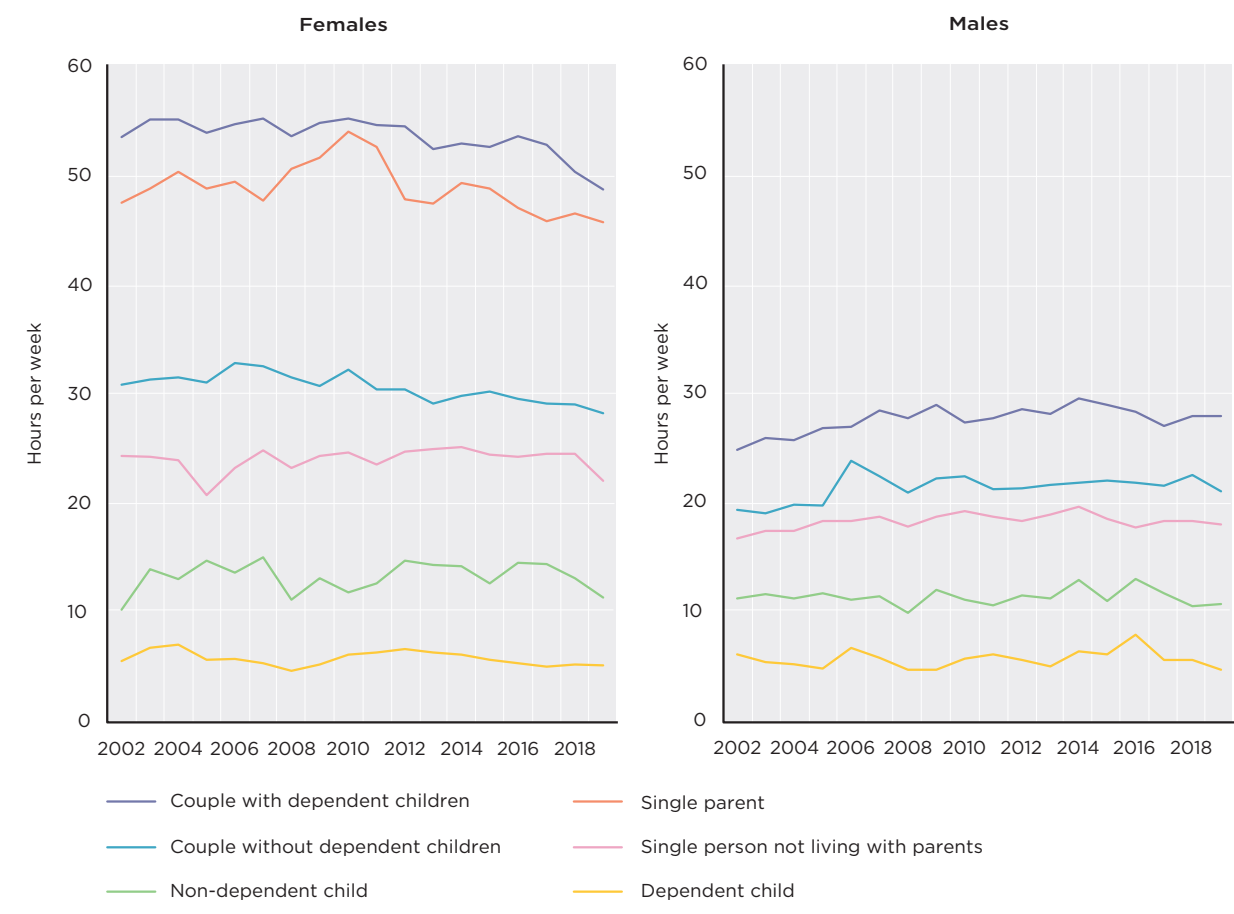 Females
Males
60
50
40
30
20
10
0
Hours per week
2002 2004 2006 2008 2010 2012 2014 2016 2018
60
50
40
30
20
10
0
Hours per week
2002 2004 2006 2008 2010 2012 2014 2016 2018
Couple with dependent children
Single parent
Couple without dependent children
Single person not living with parents
Non-dependent child
Dependent child